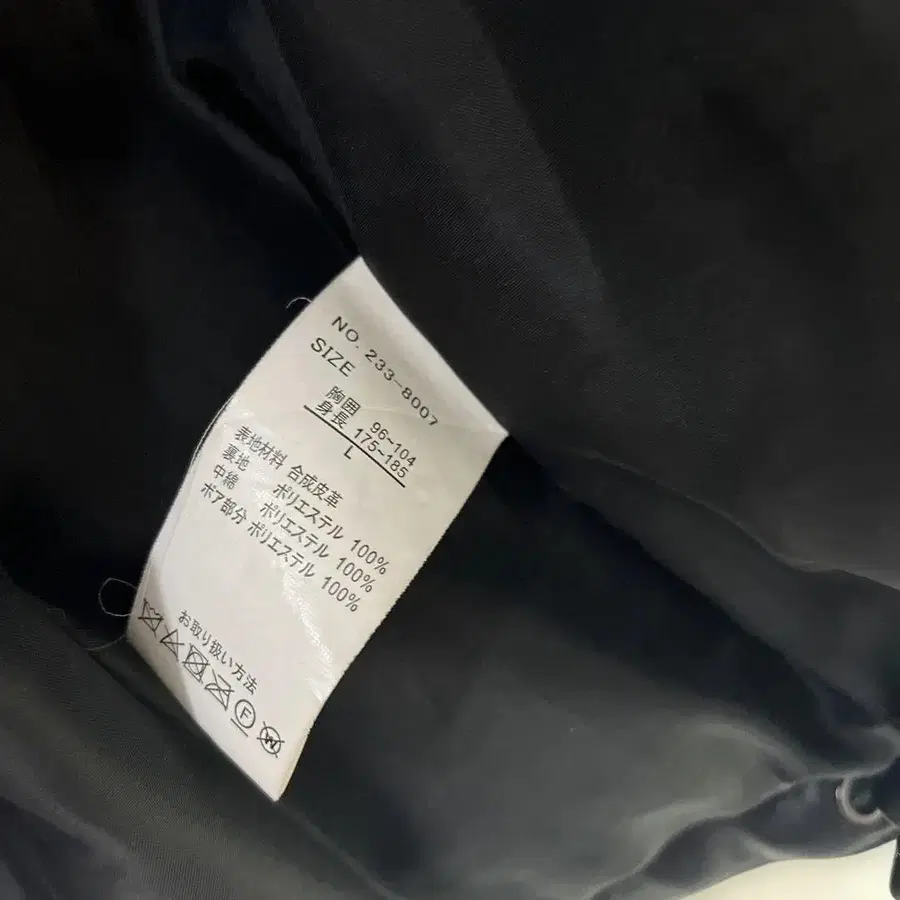 NO. 233-8007
SIZE
胸囲 96~104
身長 175~185
L
表地材料 合成皮革
裏地 ポリエステル 100%
中綿 ポリエステル 100%
ボア部分 ポリエステル 100%
お取り扱い方法
F
W